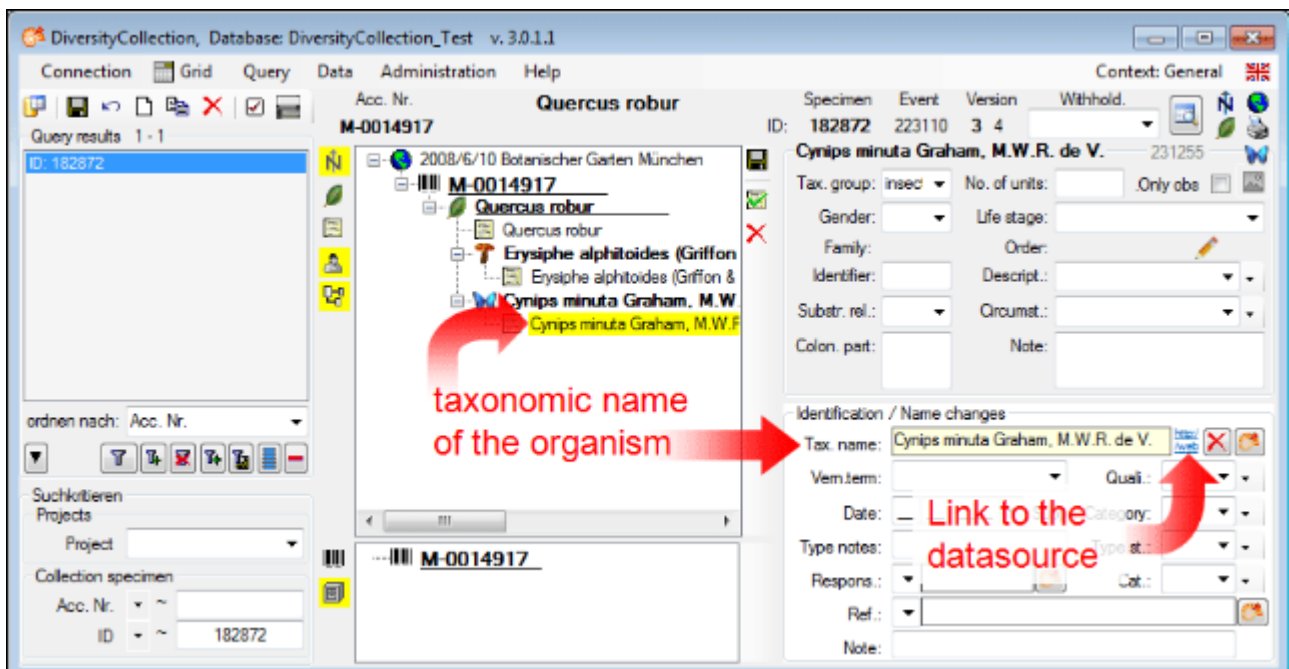 DiversityCollection, Database: DiversityCollection_Test v. 3.0.1.1
Connection Grid Query Data Administration Help Context: General
Query results 1 - 1
ID: 182872
ordnen nach: Acc. Nr.
Suchkritieren
Projects
Project
Collection specimen
Acc. Nr. ~
ID ~ 182872
Acc. Nr. Quercus robur Specimen Event Version Withhold.
M-0014917 ID: 182872 223110 3 4
2008/6/10 Botanischer Garten München
M-0014917
Quercus robur
Quercus robur
Erysiphe alphitoides (Griffon
Erysiphe alphitoides (Griffon &
Cynips minuta Graham, M.W.
Cynips minuta Graham, M.W.F
taxonomic name
of the organism
M-0014917
Cynips minuta Graham, M.W.R. de V. 231255
Tax. group: insec No. of units: Only obs.
Gender: Life stage:
Family: Order:
Identifier: Descript.:
Substr. rel.: Circumst.:
Colon. part: Note:
Identification / Name changes
Tax. name: Cynips minuta Graham, M.W.R. de V. http:/ /web
Vern.term: Quali.:
Date: Category:
Link to the
datasource
Type notes: Type st.:
Respons.: Cat.:
Ref.:
Note: